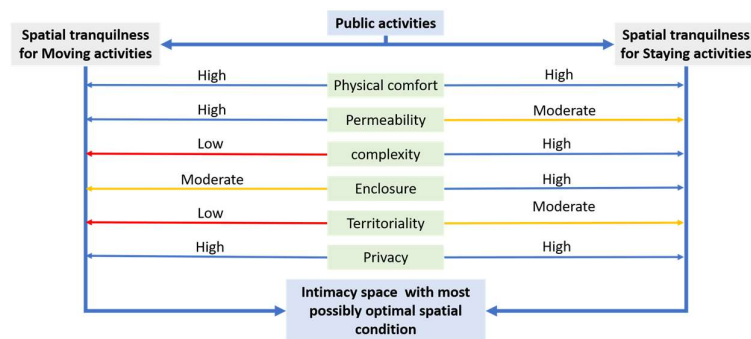 Public activities
Spatial tranquilness
for Moving activities
Spatial tranquilness
for Staying activities
High
Physical comfort
High
High
Permeability
Moderate
Low
complexity
High
Moderate
Enclosure
High
Low
Territoriality
Moderate
High
Privacy
High
Intimacy space with most
possibly optimal spatial
condition